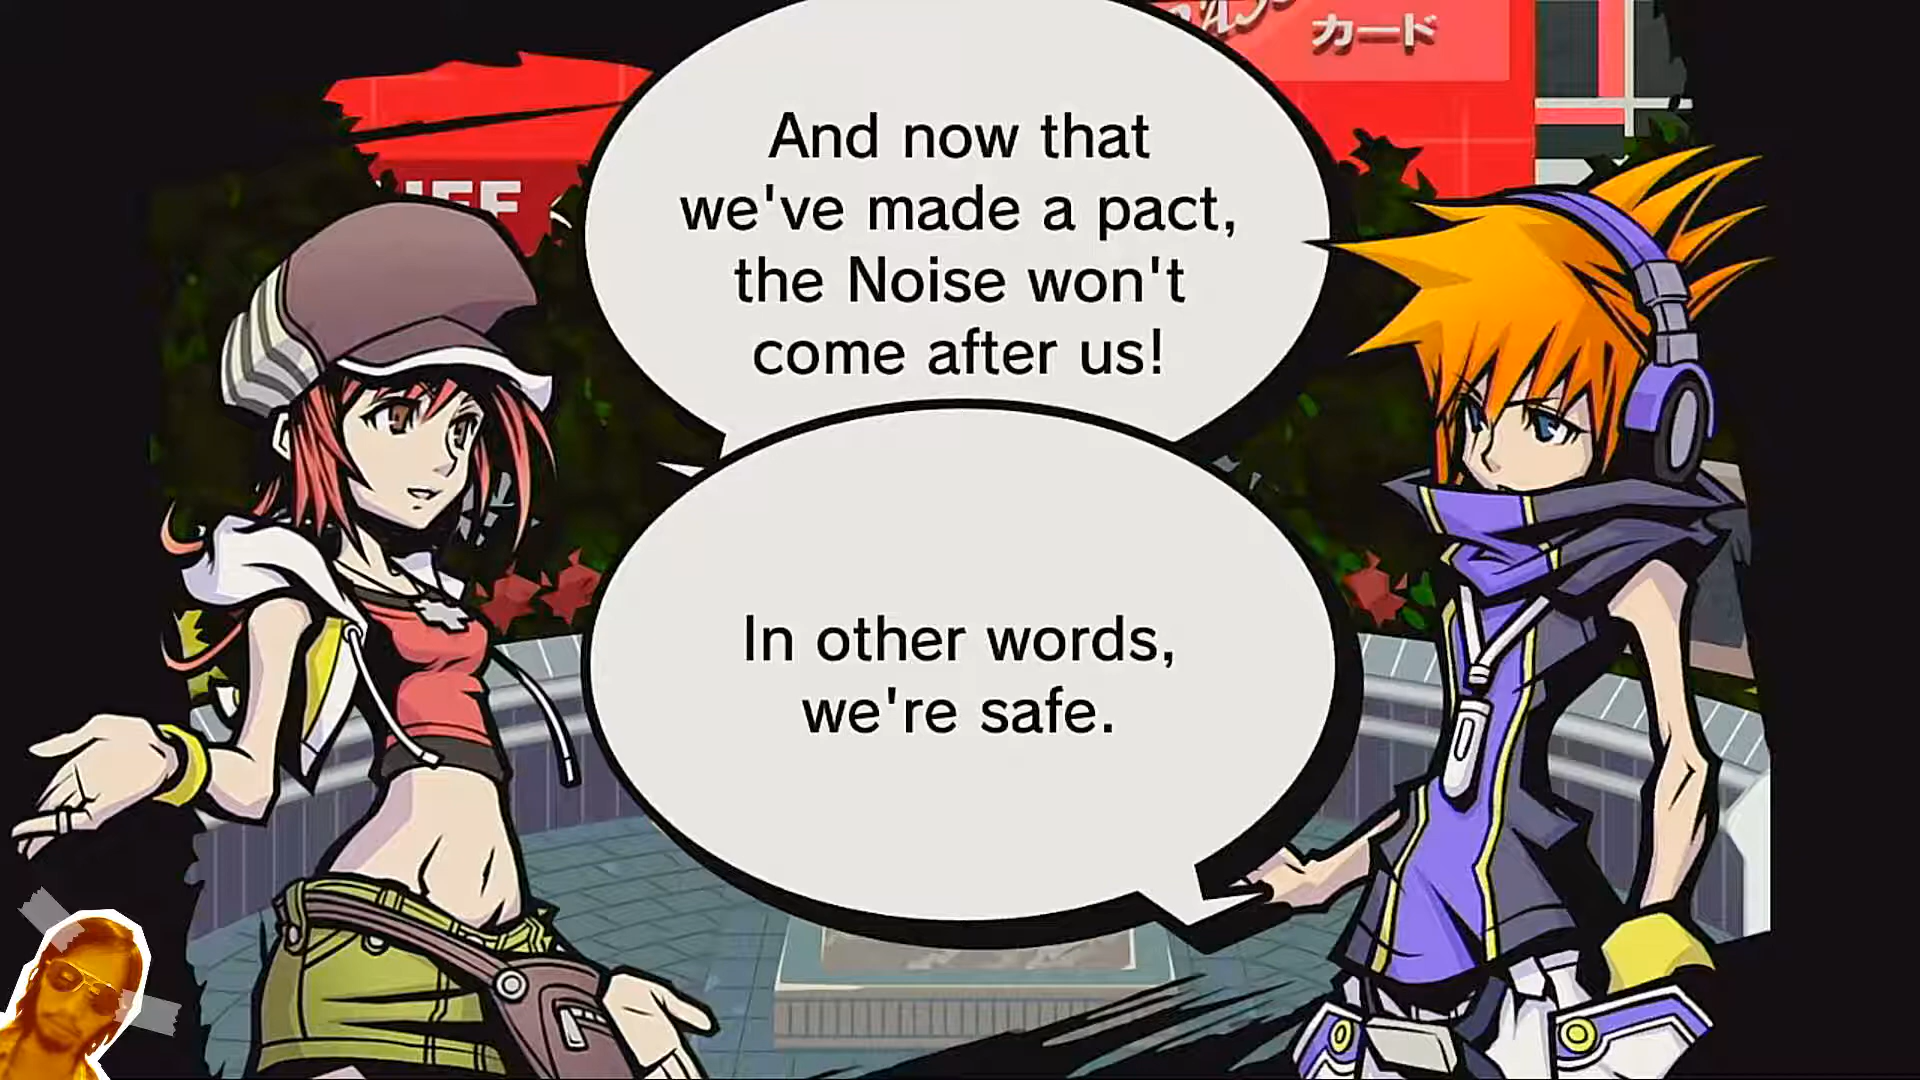 カード
And now that
we've made a pact,
the Noise won't
come after us!
In other words,
we're safe.